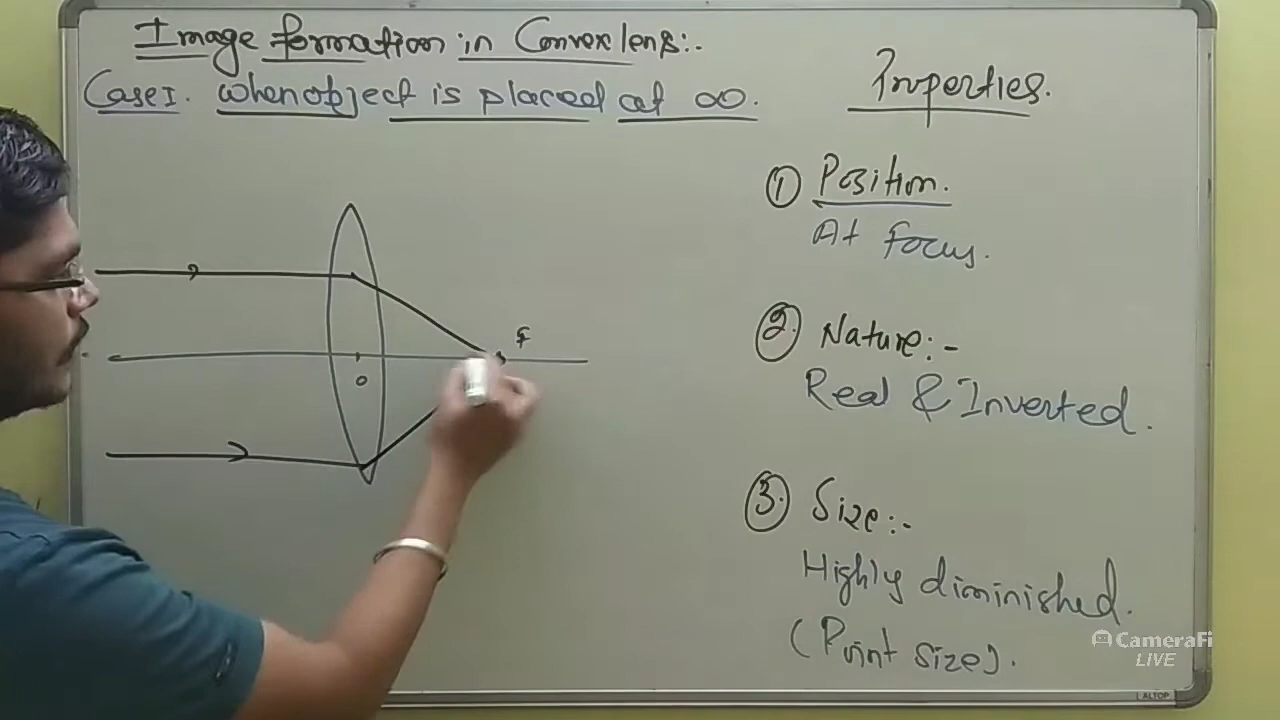 Image formation in Convex lens:-
Case I. when object is placed at ∞.
Properties.
① Position.
At focus.
② Nature:-
Real & Inverted.
③ Size:-
Highly diminished.
(Point size).
F
O
CameraFi
LIVE
ALTOP